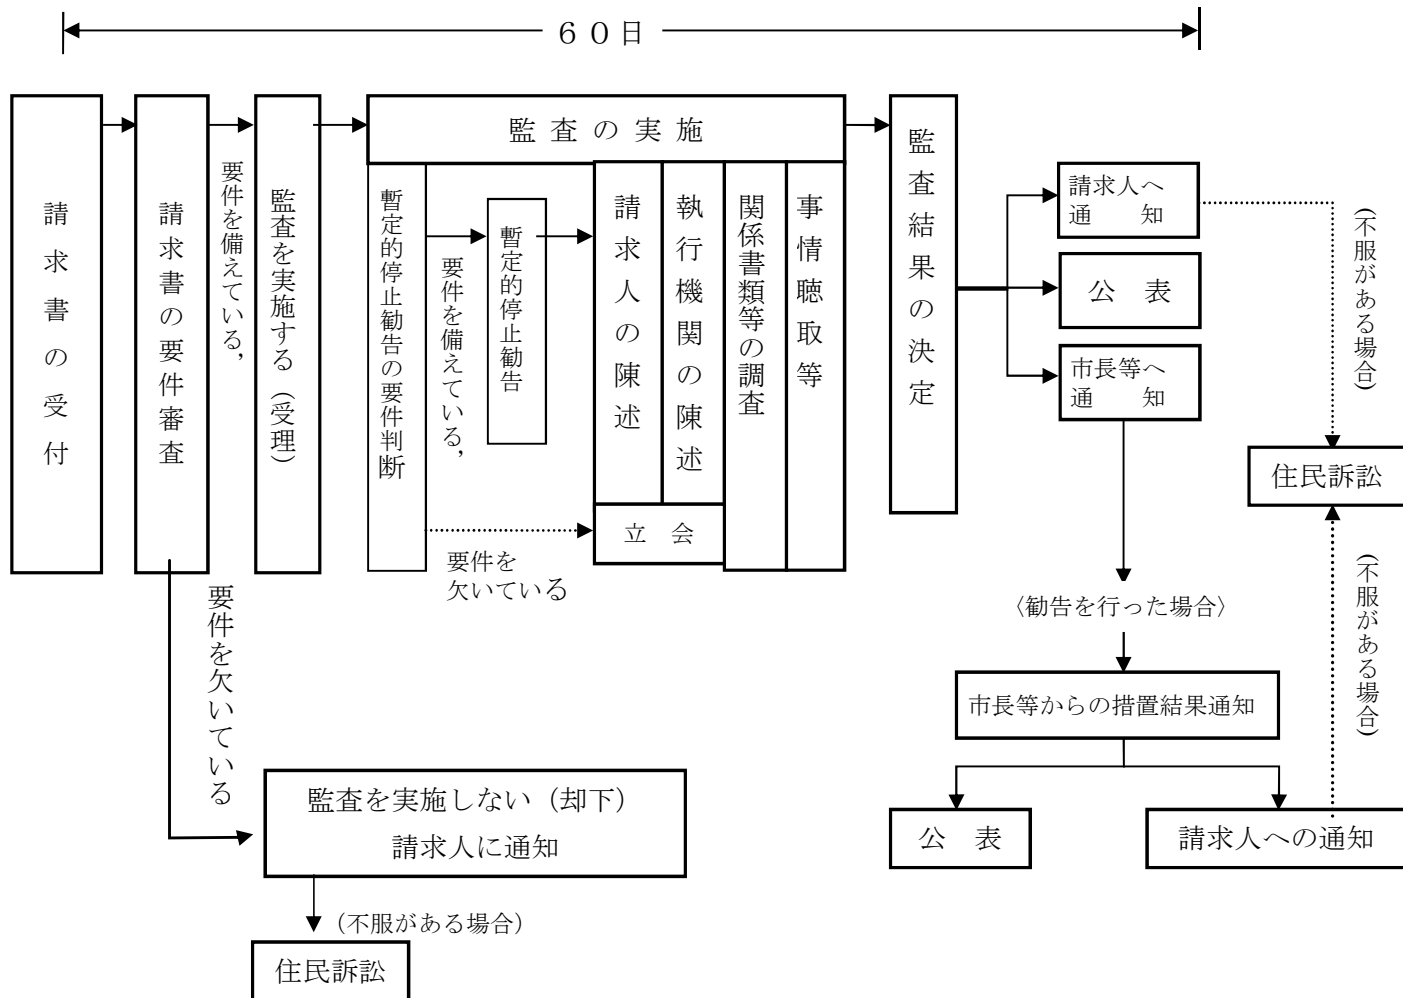 ６０日
請求書の受付
請求書の要件審査
要件を備えている，
監査を実施する（受理）
監査の実施
暫定的停止勧告の要件判断
要件を備えている，
暫定的停止勧告
請求人の陳述
執行機関の陳述
立会
関係書類等の調査
事情聴取等
要件を
欠いている
監査結果の決定
請求人へ
通　　知
公　表
市長等へ
通　　知
（不服がある場合）
住民訴訟
〈勧告を行った場合〉
市長等からの措置結果通知
公　表
請求人への通知
（不服がある場合）
要件を欠いている
監査を実施しない（却下）
請求人に通知
（不服がある場合）
住民訴訟